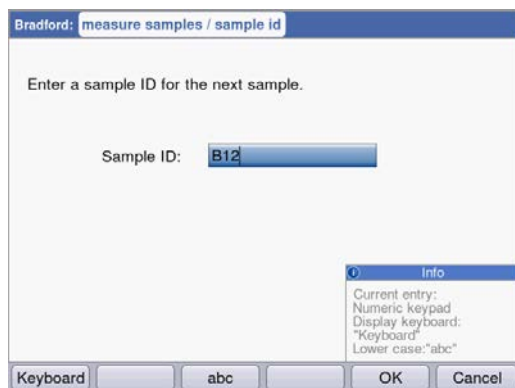 Bradford: measure samples / sample id
Enter a sample ID for the next sample.
Sample ID: B12
Info
Current entry:
Numeric keypad
Display keyboard:
"Keyboard"
Lower case:"abc"
Keyboard abc OK Cancel